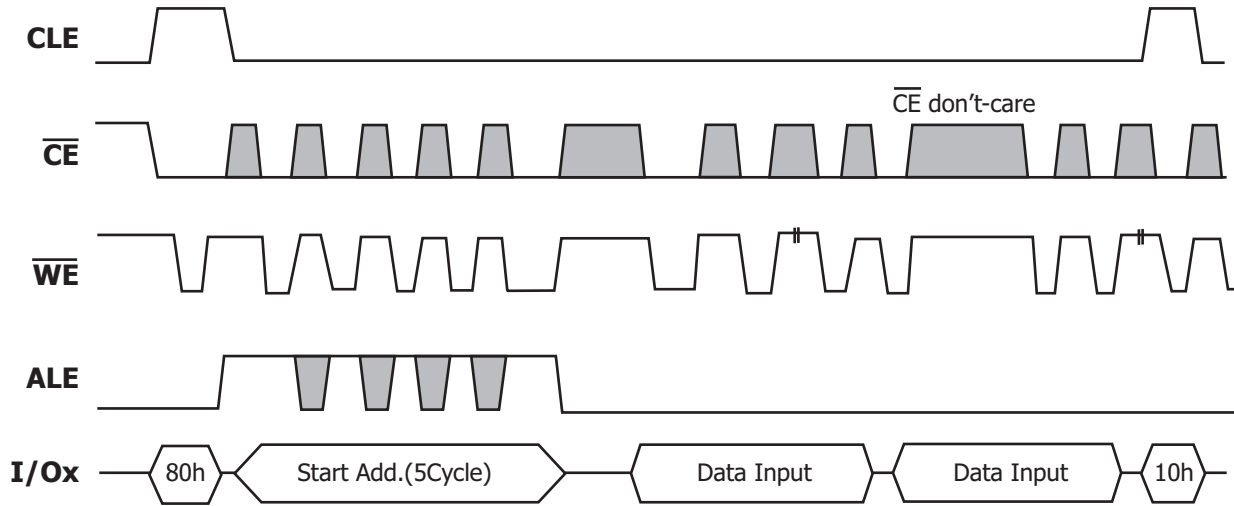 CLE
CE don't-care
CE
WE
ALE
I/Ox
80h
Start Add.(5Cycle)
Data Input
Data Input
10h